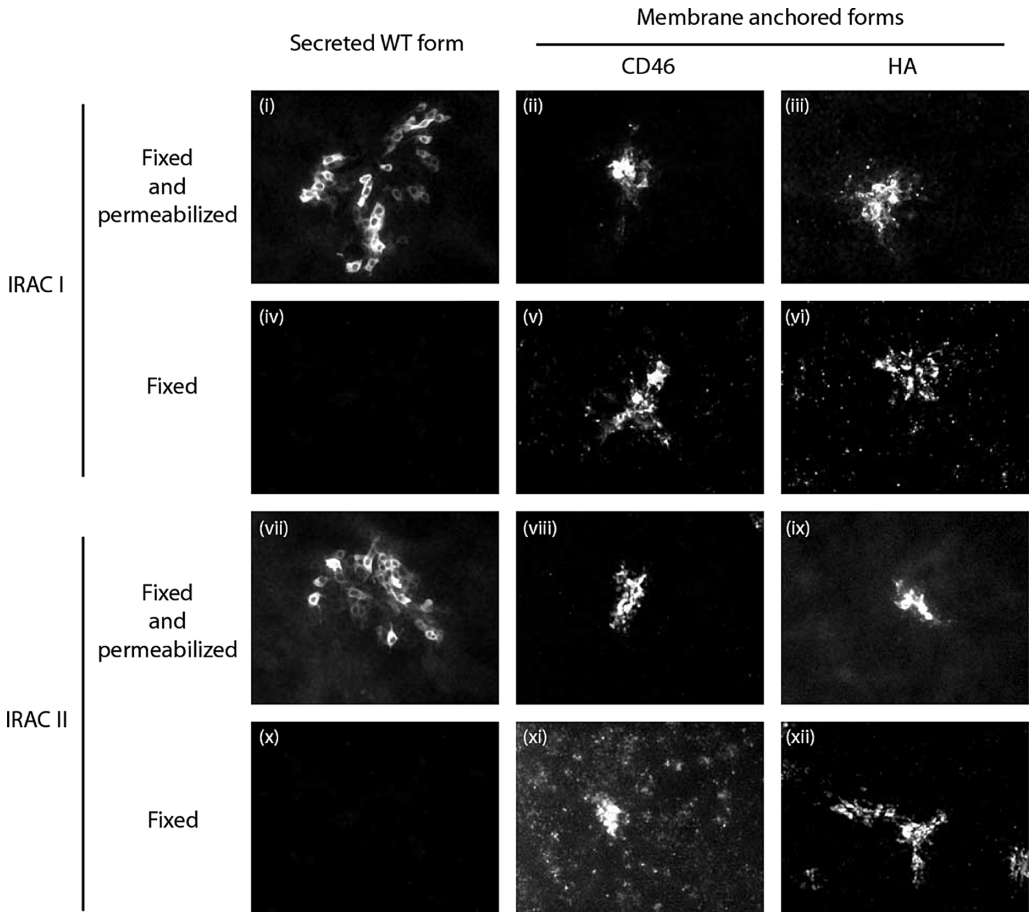 Membrane anchored forms
Secreted WT form
CD46
HA
(i)
(ii)
(iii)
Fixed
and
permeabilized
IRAC I
(iv)
(v)
(vi)
Fixed
(vii)
(viii)
(ix)
Fixed
and
permeabilized
IRAC II
(x)
(xi)
(xii)
Fixed